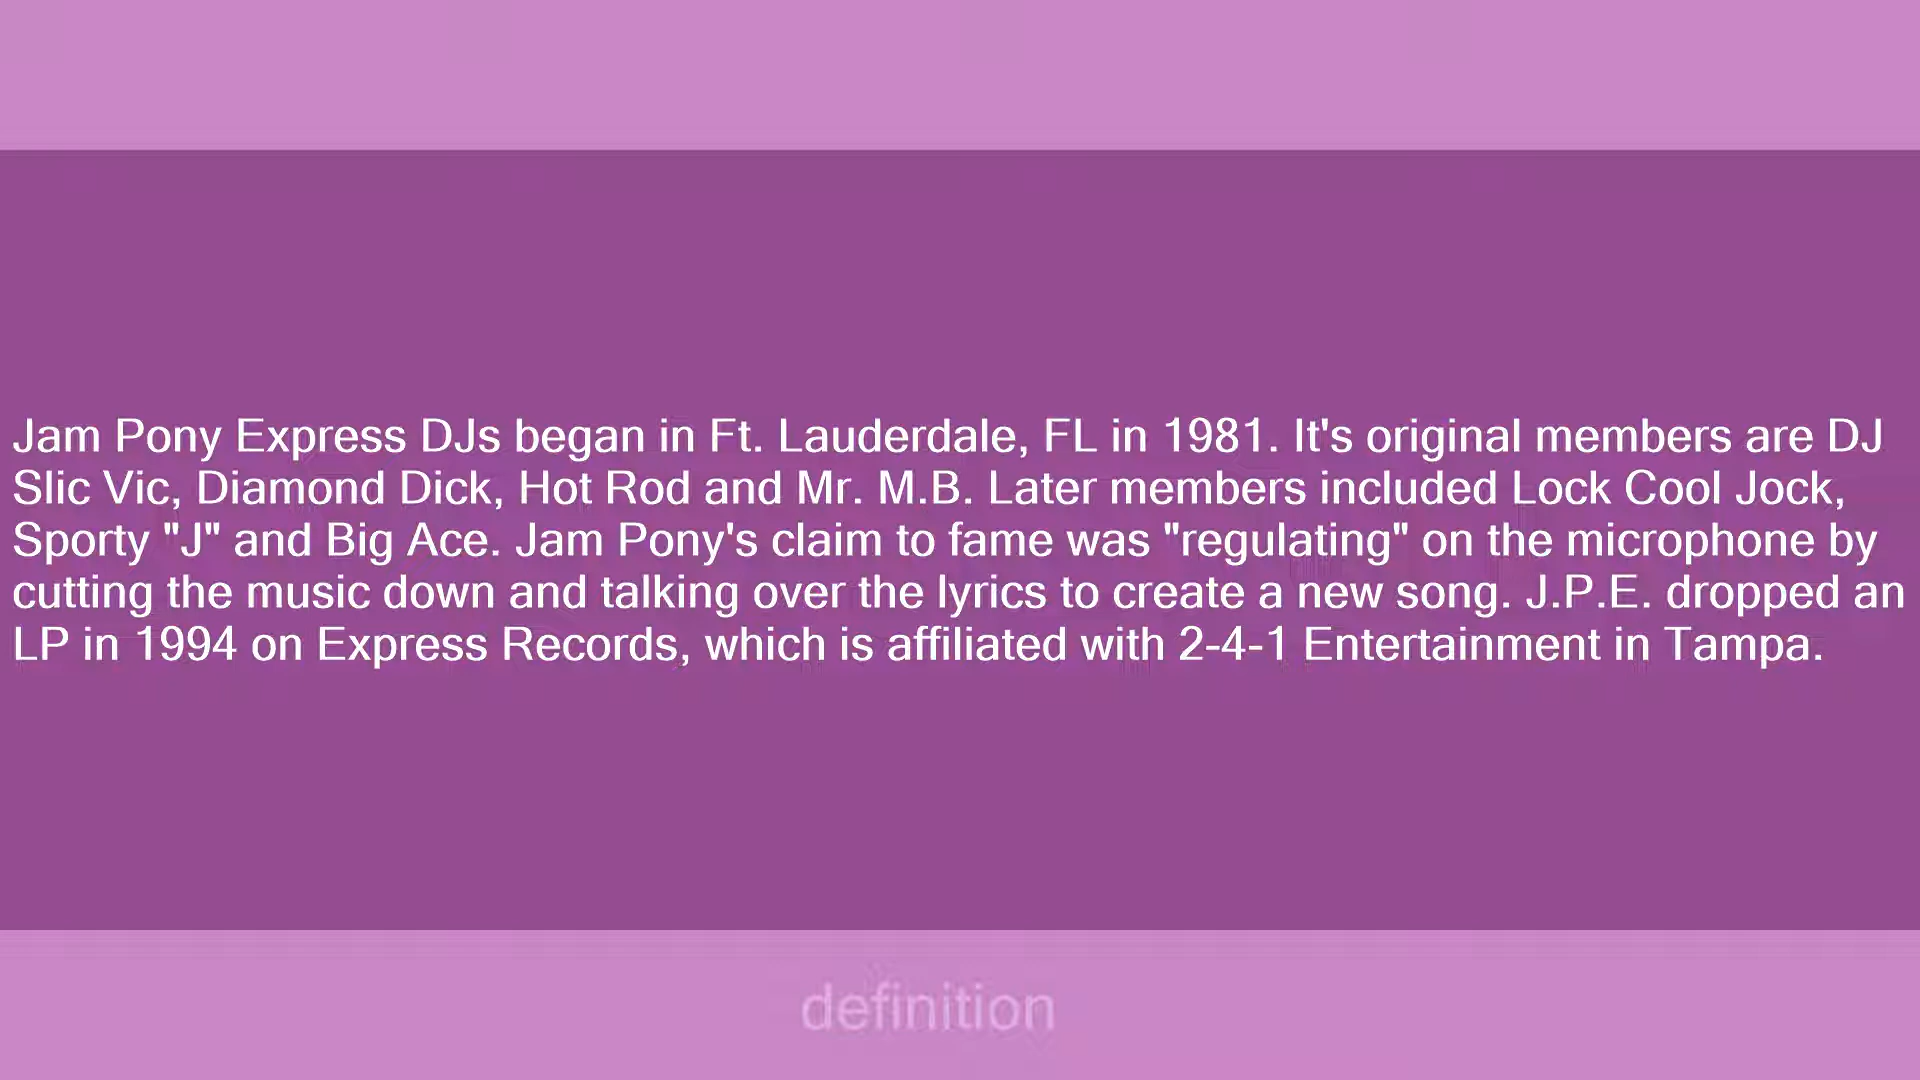 Jam Pony Express DJs began in Ft. Lauderdale, FL in 1981. It's original members are DJ
Slic Vic, Diamond Dick, Hot Rod and Mr. M.B. Later members included Lock Cool Jock,
Sporty "J" and Big Ace. Jam Pony's claim to fame was "regulating" on the microphone by
cutting the music down and talking over the lyrics to create a new song. J.P.E. dropped an
LP in 1994 on Express Records, which is affiliated with 2-4-1 Entertainment in Tampa.
definition